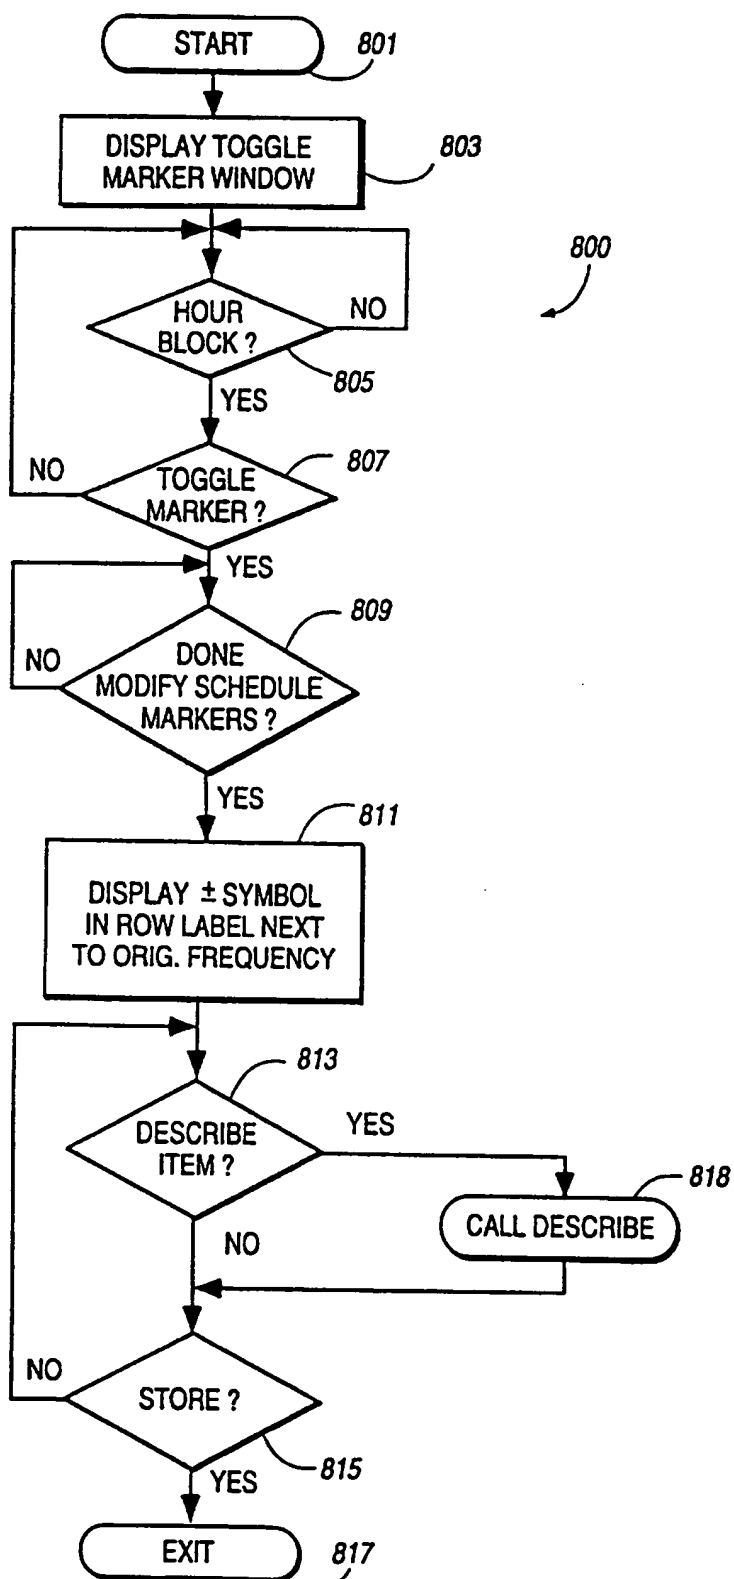 START
801
DISPLAY TOGGLE
MARKER WINDOW
803
800
HOUR
BLOCK ?
NO
805
YES
NO
807
TOGGLE
MARKER ?
YES
809
NO
DONE
MODIFY SCHEDULE
MARKERS ?
YES
811
DISPLAY ± SYMBOL
IN ROW LABEL NEXT
TO ORIG. FREQUENCY
813
DESCRIBE
ITEM ?
YES
818
CALL DESCRIBE
NO
NO
STORE ?
815
YES
EXIT
817